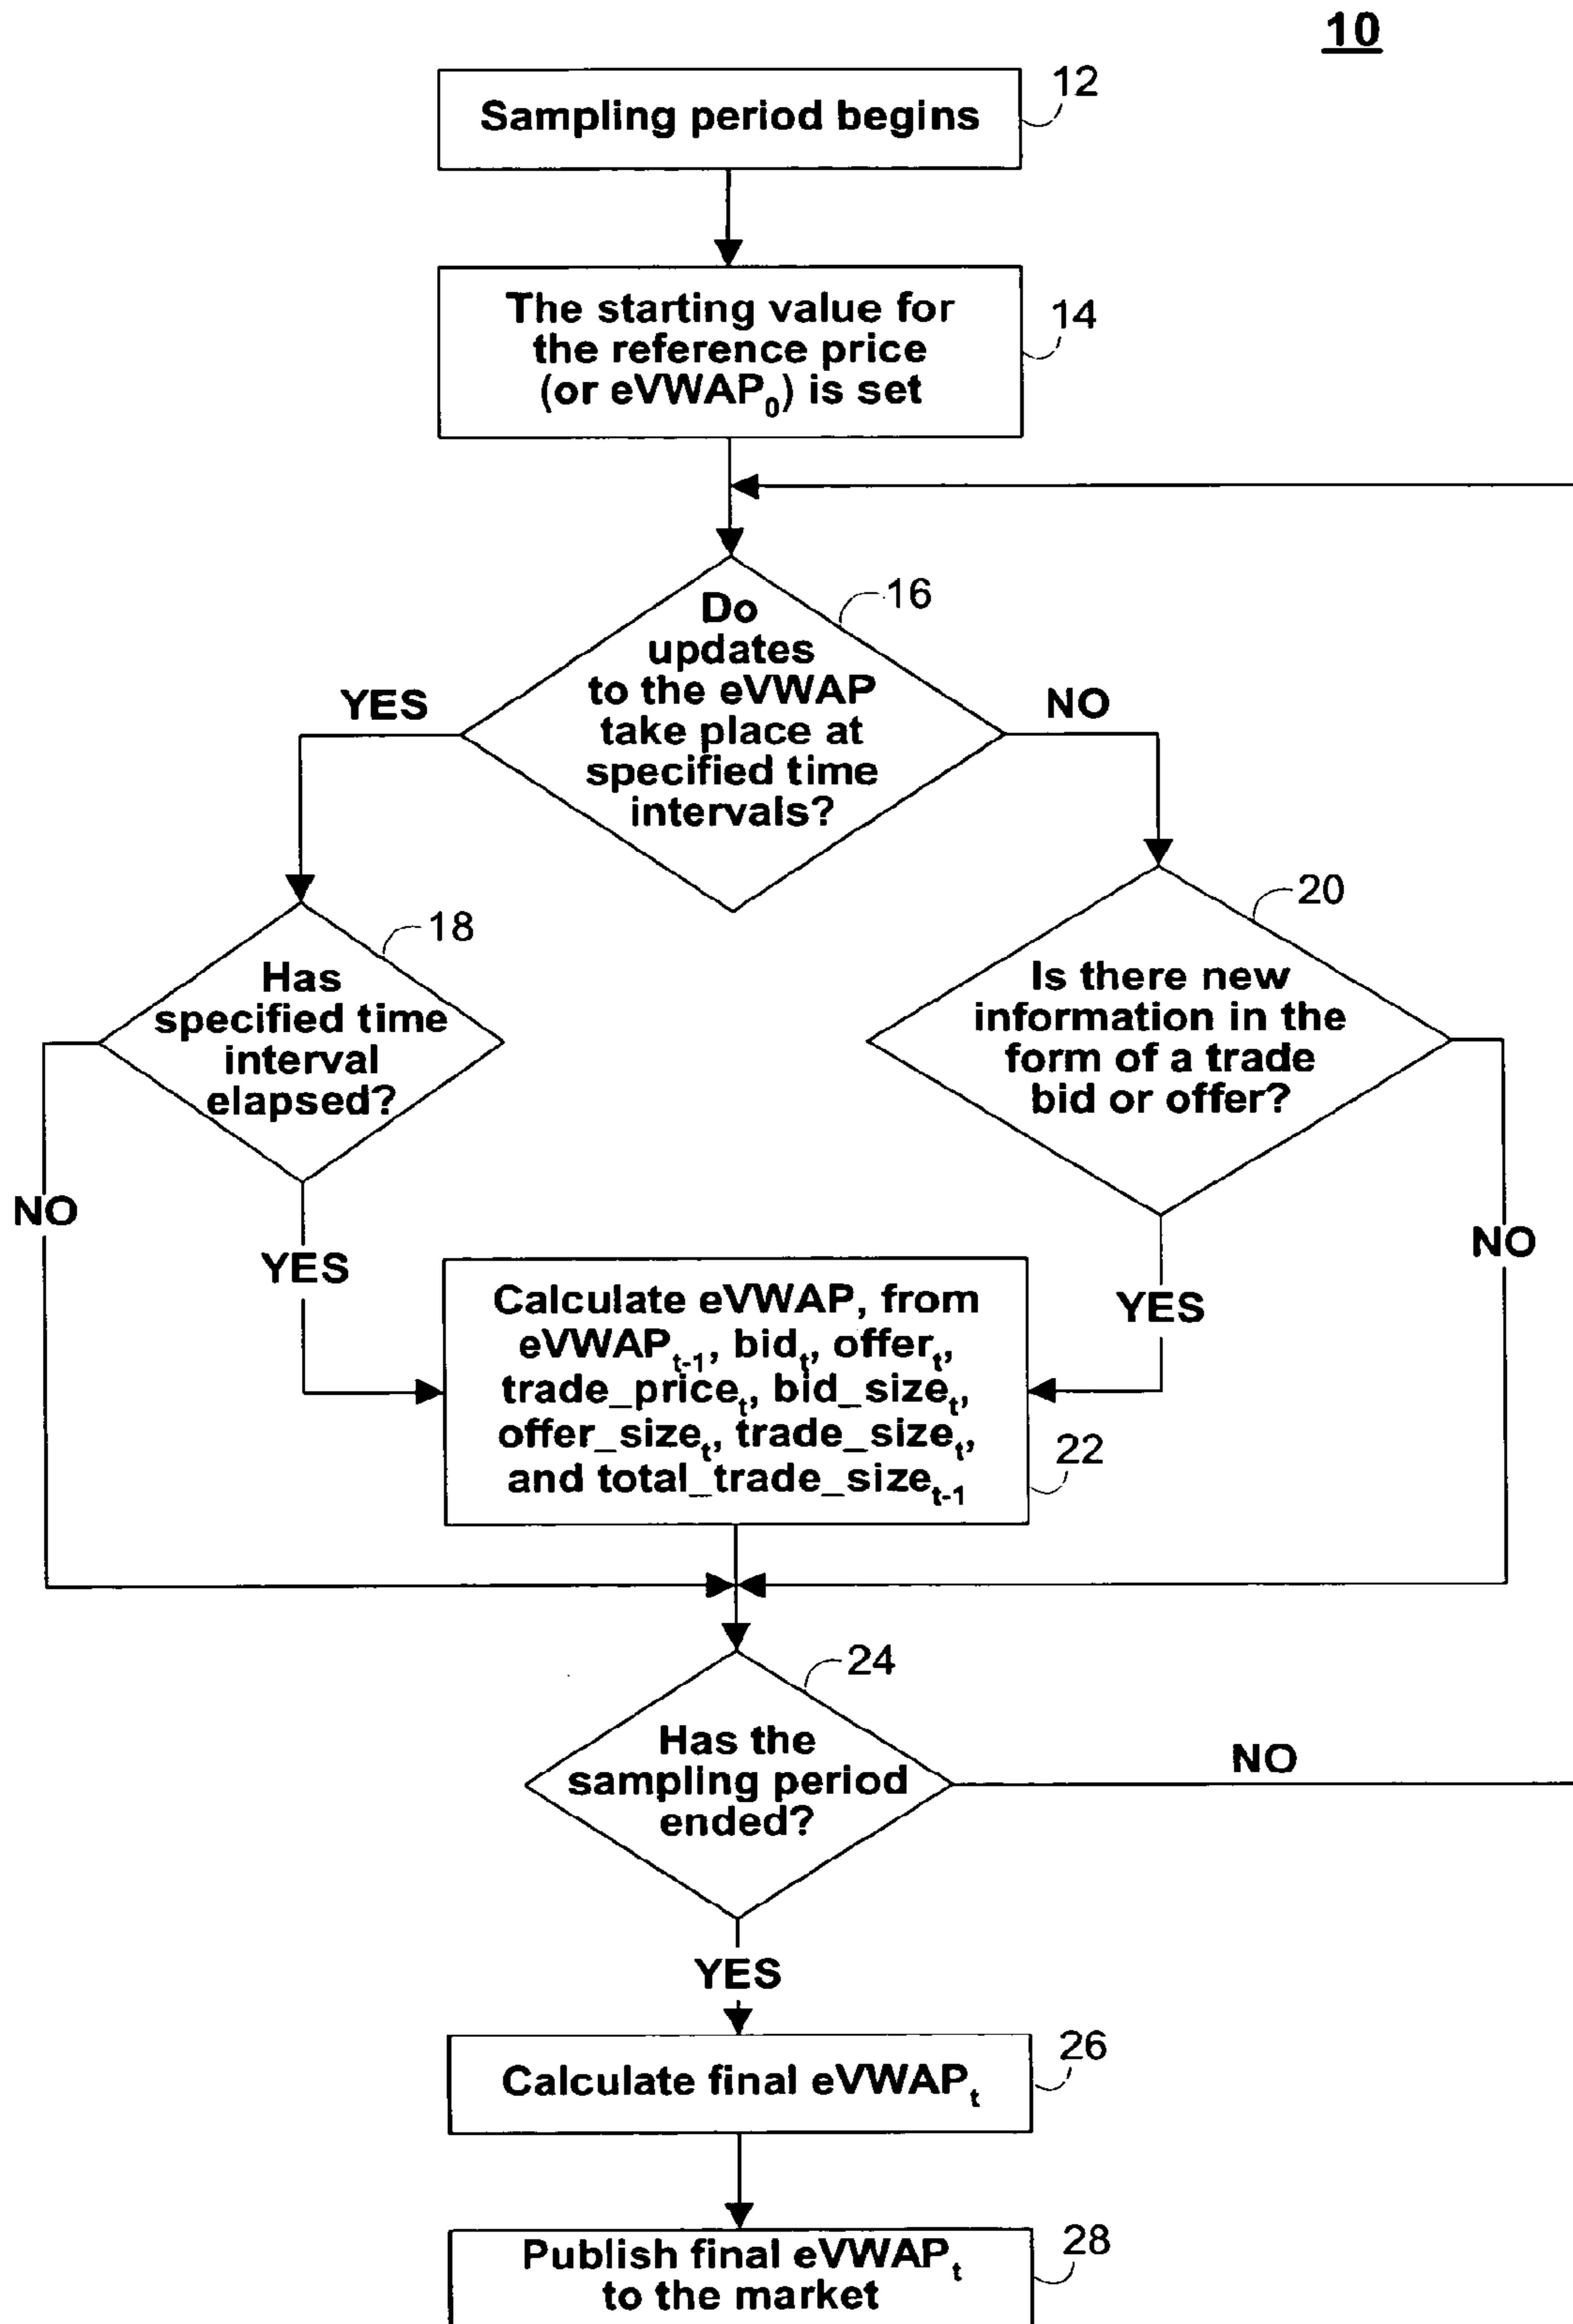 10
Sampling period begins
12
The starting value for
the reference price
(or eVWAP₀) is set
14
Do
updates
to the eVWAP
take place at
specified time
intervals?
16
YES
NO
Has
specified time
interval
elapsed?
18
Is there new
information in the
form of a trade
bid or offer?
20
NO
YES
YES
NO
Calculate eVWAP, from
eVWAPₜ₋₁, bidₜ, offerₜ,
trade_priceₜ, bid_sizeₜ,
offer_sizeₜ, trade_sizeₜ,
and total_trade_sizeₜ₋₁
22
Has the
sampling period
ended?
24
NO
YES
Calculate final eVWAPₜ
26
Publish final eVWAPₜ
to the market
28